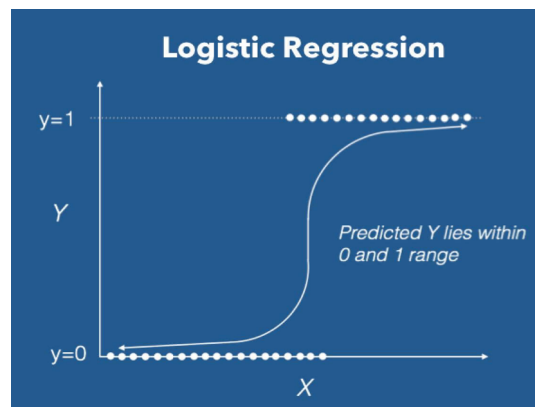 Logistic Regression
y=1
Y
Predicted Y lies within
0 and 1 range
y=0
X